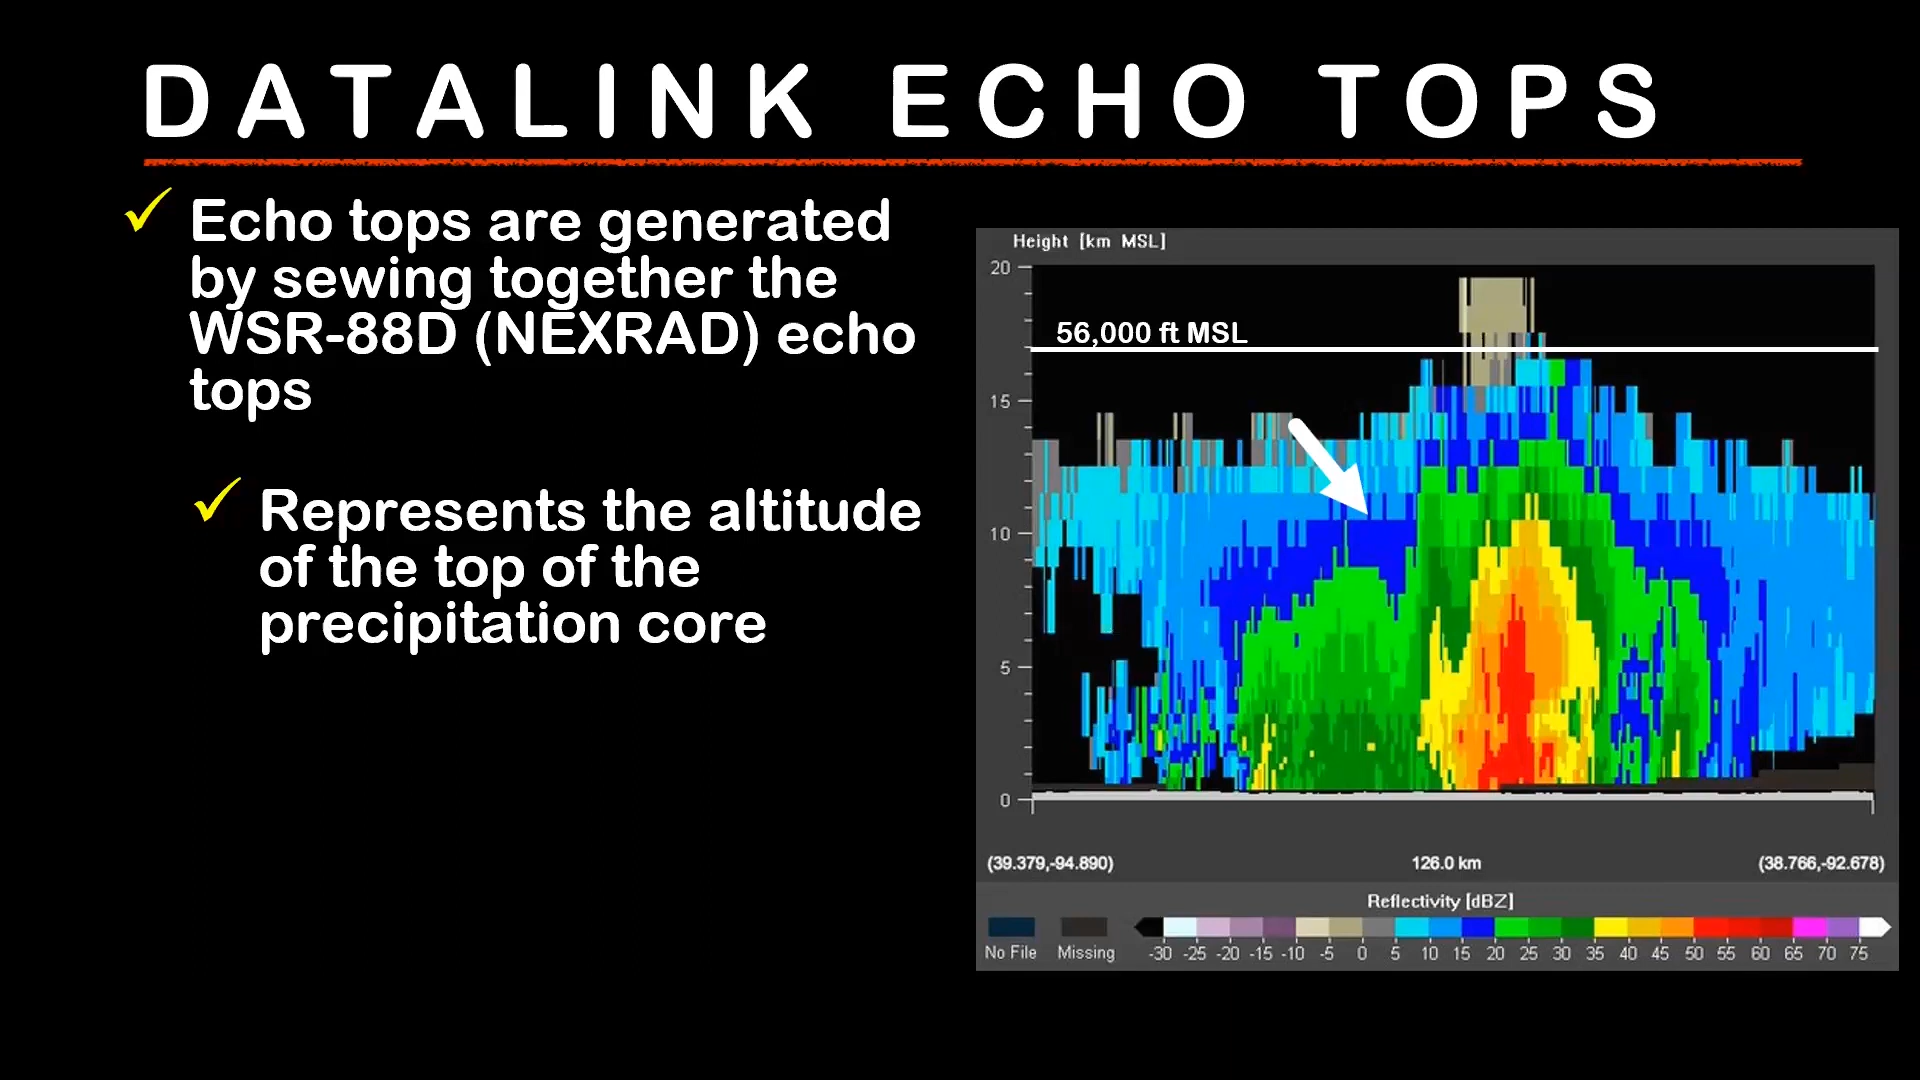 DATALINK ECHO TOPS
Echo tops are generated
by sewing together the
WSR-88D (NEXRAD) echo
tops
Represents the altitude
of the top of the
precipitation core
Height [km MSL]
20
56,000 ft MSL
15
10
5
0
(39.379,-94.890) 126.0 km (38.766,-92.678)
Reflectivity [dBZ]
No File Missing -30 -25 -20 -15 -10 -5 0 5 10 15 20 25 30 35 40 45 50 55 60 65 70 75